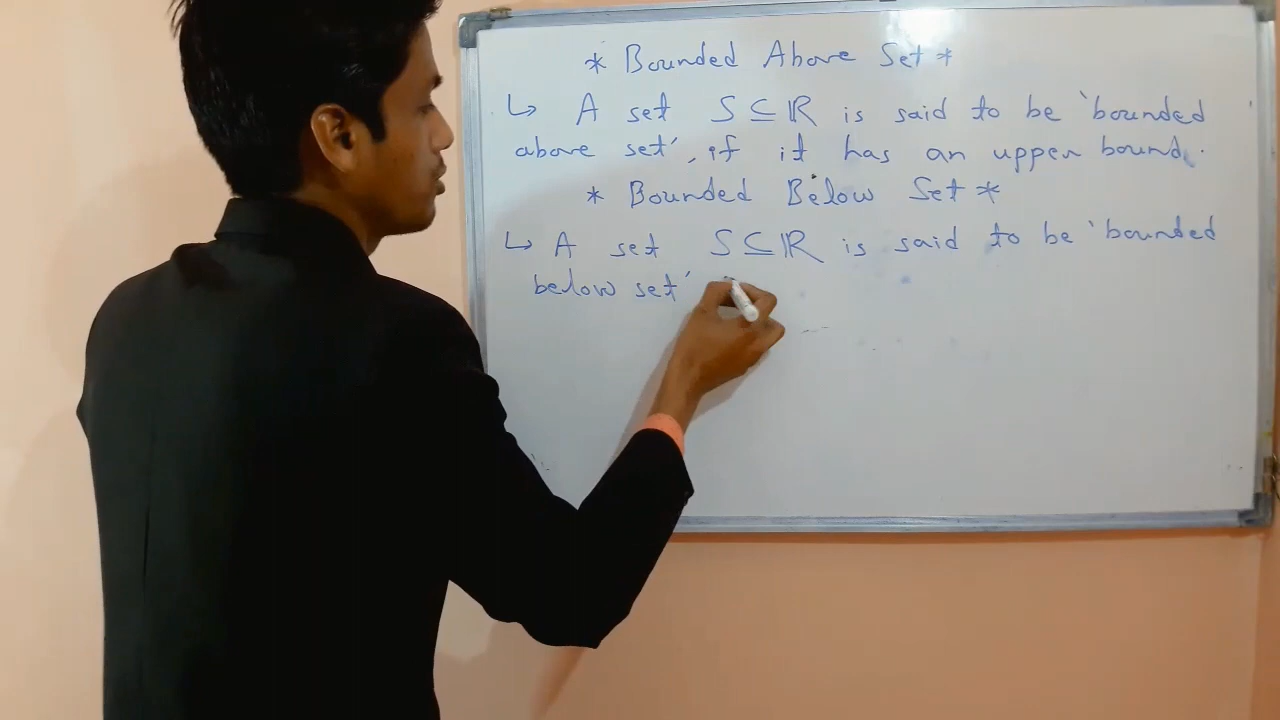 * Bounded Above Set *
↳ A set S ⊆ ℝ is said to be 'bounded
above set', if it has an upper bound.
* Bounded Below Set *
↳ A set S ⊆ ℝ is said to be 'bounded
below set'